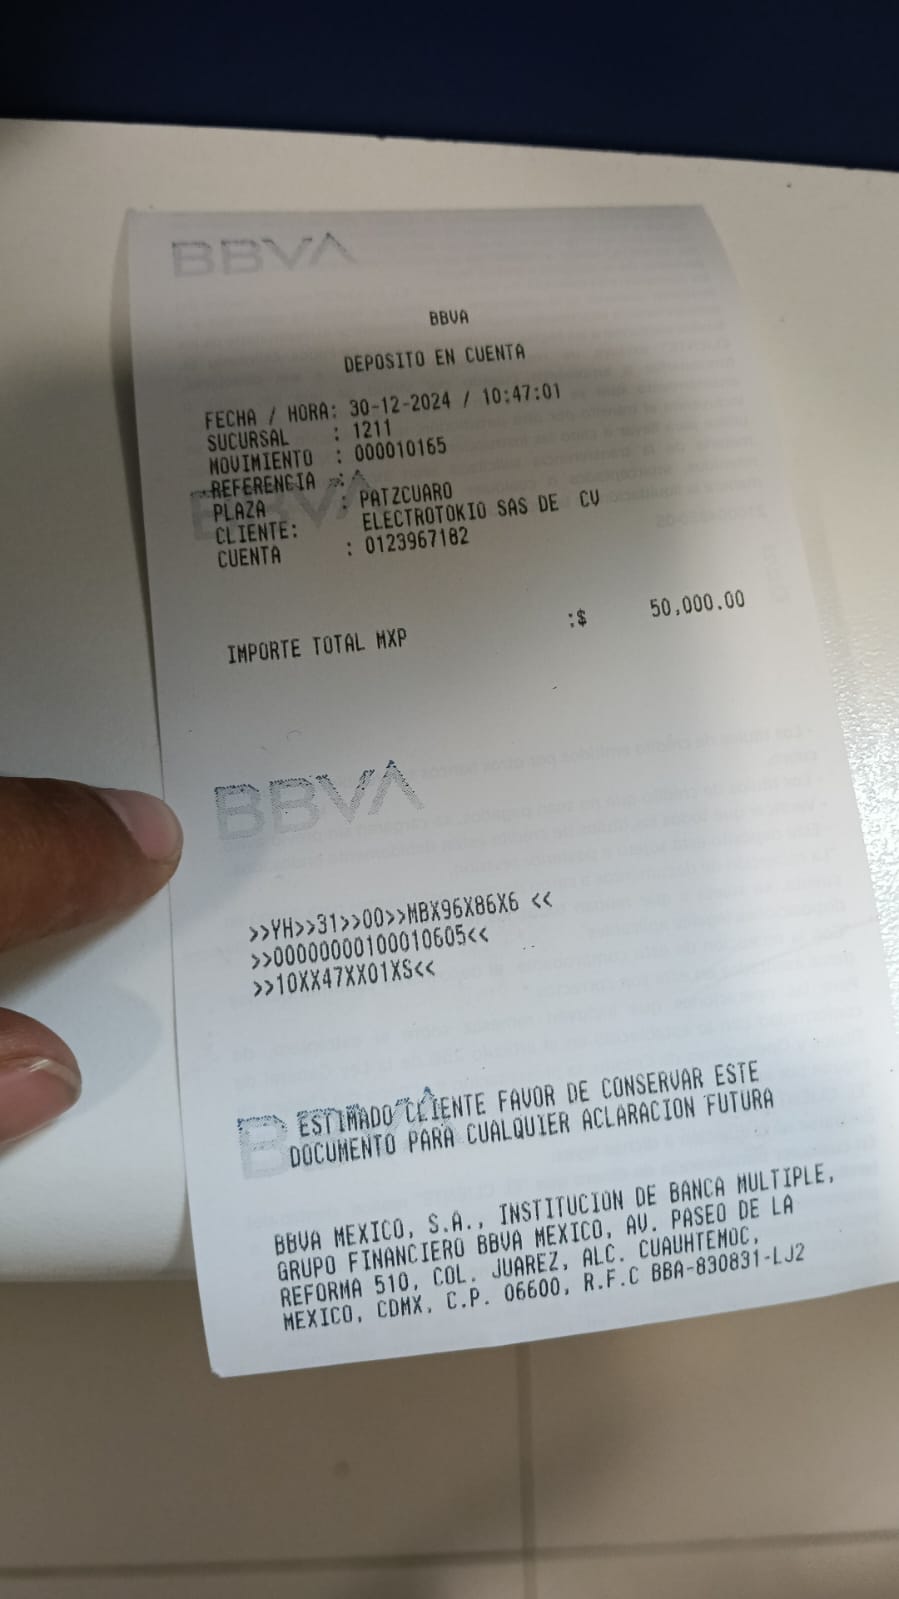 BBVA
BBVA
DEPOSITO EN CUENTA
FECHA / HORA: 30-12-2024 / 10:47:01
SUCURSAL : 1211
MOVIMIENTO : 000010165
REFERENCIA :
PLAZA : PATZCUARO
CLIENTE: ELECTROTOKIO SAS DE CV
CUENTA : 0123967182
BBVA
IMPORTE TOTAL MXP :$ 50,000.00
BBVA
>>YH>>31>>00>>MBX96X86X6 <<
>>00000000100010605<<
>>10XX47XX01XS<<
BBVA
ESTIMADO CLIENTE FAVOR DE CONSERVAR ESTE
DOCUMENTO PARA CUALQUIER ACLARACION FUTURA
BBVA MEXICO, S.A., INSTITUCION DE BANCA MULTIPLE,
GRUPO FINANCIERO BBVA MEXICO, AV. PASEO DE LA
REFORMA 510, COL. JUAREZ, ALC. CUAUHTEMOC,
MEXICO, CDMX, C.P. 06600, R.F.C BBA-830831-LJ2